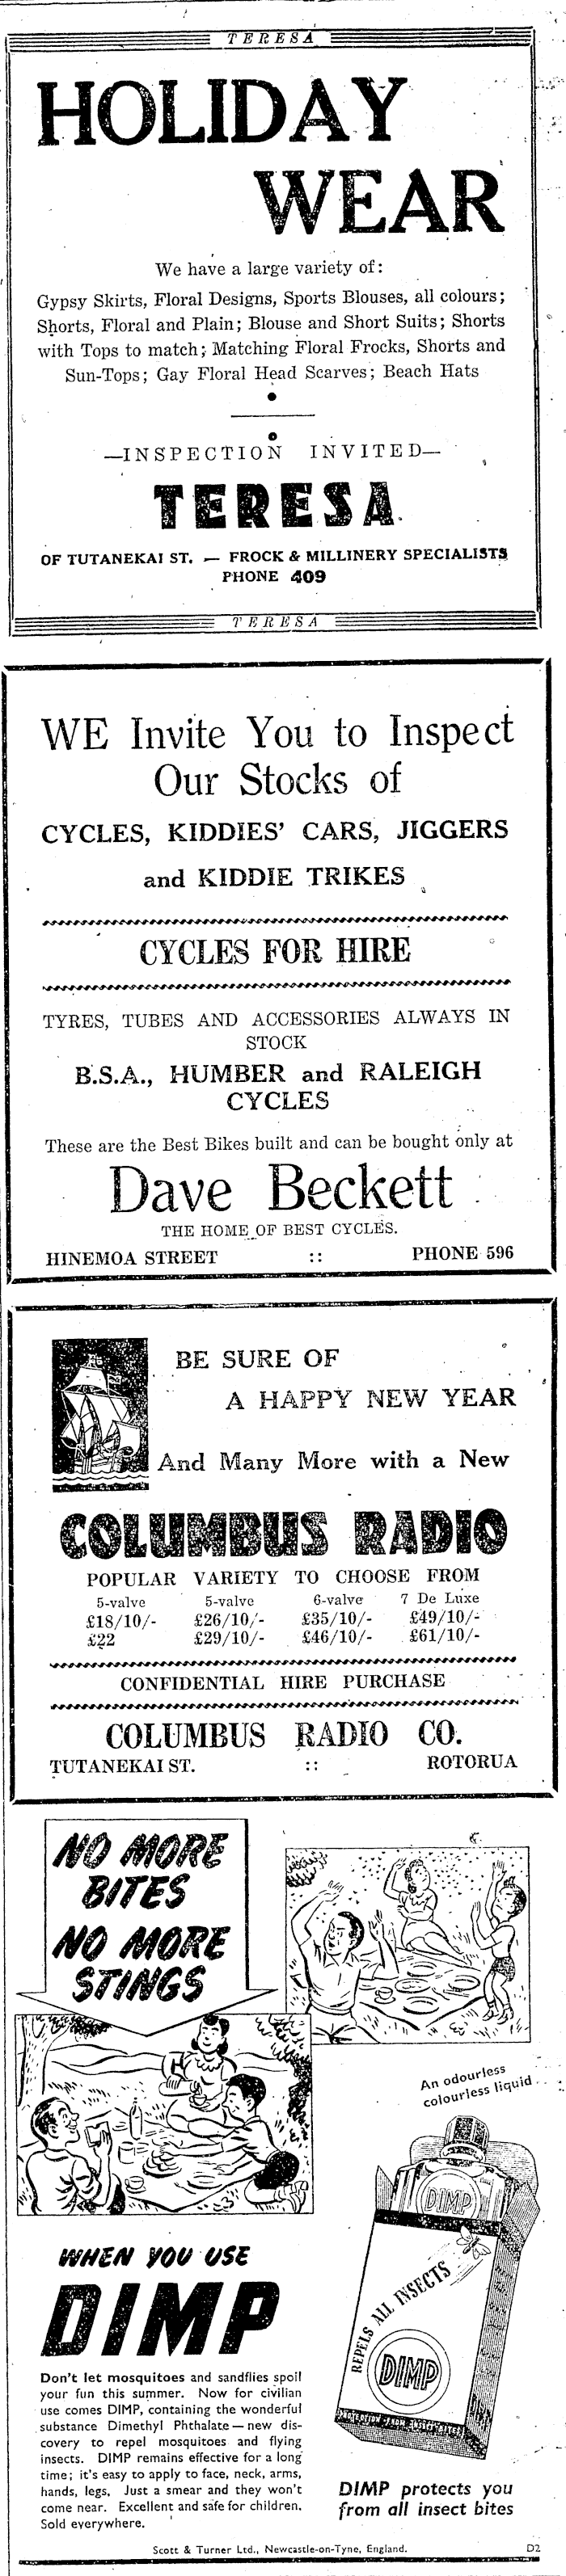 TERESA
HOLIDAY
WEAR
We have a large variety of:
Gypsy Skirts, Floral Designs, Sports Blouses, all colours;
Shorts, Floral and Plain; Blouse and Short Suits; Shorts
with Tops to match; Matching Floral Frocks, Shorts and
Sun-Tops; Gay Floral Head Scarves; Beach Hats
—INSPECTION INVITED—
TERESA
OF TUTANEKAI ST. — FROCK & MILLINERY SPECIALISTS
PHONE 409
TERESA
WE Invite You to Inspect
Our Stocks of
CYCLES, KIDDIES' CARS, JIGGERS
and KIDDIE TRIKES
CYCLES FOR HIRE
TYRES, TUBES AND ACCESSORIES ALWAYS IN
STOCK
B.S.A., HUMBER and RALEIGH
CYCLES
These are the Best Bikes built and can be bought only at
Dave Beckett
THE HOME OF BEST CYCLES.
HINEMOA STREET :: PHONE 596
BE SURE OF
A HAPPY NEW YEAR
And Many More with a New
COLUMBUS RADIO
POPULAR VARIETY TO CHOOSE FROM
5-valve 5-valve 6-valve 7 De Luxe
£18/10/- £26/10/- £35/10/- £49/10/-
£22 £29/10/- £46/10/- £61/10/-
CONFIDENTIAL HIRE PURCHASE
COLUMBUS RADIO CO.
TUTANEKAI ST. :: ROTORUA
NO MORE
BITES
NO MORE
STINGS
An odourless
colourless liquid
DIMP
REPELS ALL INSECTS
DIMP
WHEN YOU USE
DIMP
Don't let mosquitoes and sandflies spoil
your fun this summer. Now for civilian
use comes DIMP, containing the wonderful
substance Dimethyl Phthalate — new dis-
covery to repel mosquitoes and flying
insects. DIMP remains effective for a long
time; it's easy to apply to face, neck, arms,
hands, legs. Just a smear and they won't
come near. Excellent and safe for children.
Sold everywhere.
DIMP protects you
from all insect bites
Scott & Turner Ltd., Newcastle-on-Tyne, England. D2